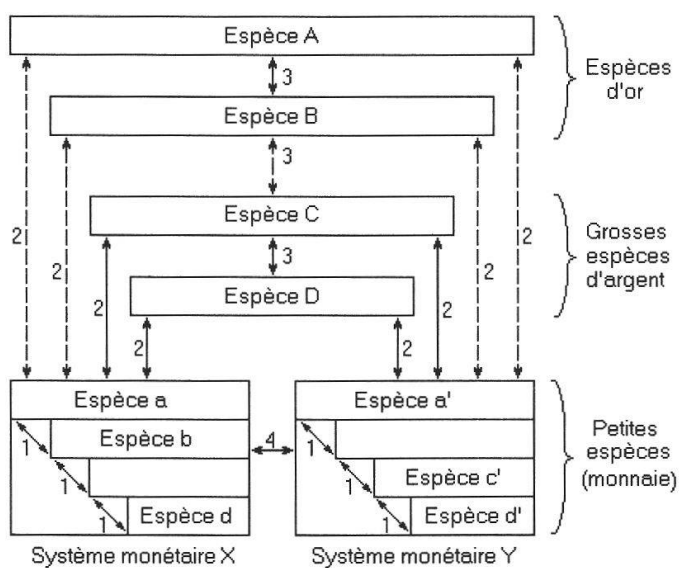 Espèce A
3
Espèces
d'or
Espèce B
3
2
2
Espèce C
2
2
Grosses
espèces
d'argent
3
2
2
Espèce D
2
2
Espèce a
Espèce a'
Petites
espèces
(monnaie)
1
Espèce b
4
1
1
1
Espèce c'
1
Espèce d
1
Espèce d'
Système monétaire X
Système monétaire Y